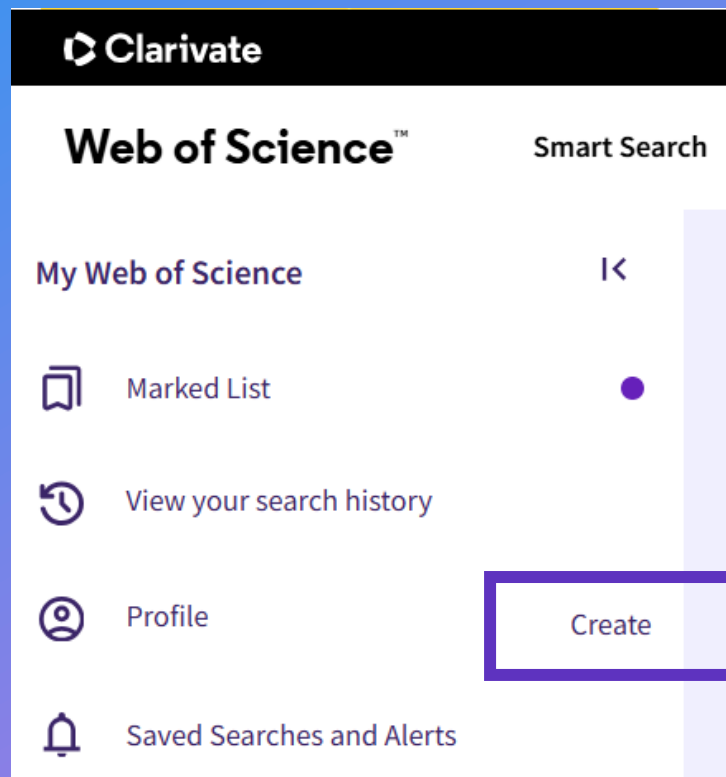 Clarivate
Web of Science™ Smart Search
My Web of Science
Marked List
View your search history
Profile Create
Saved Searches and Alerts